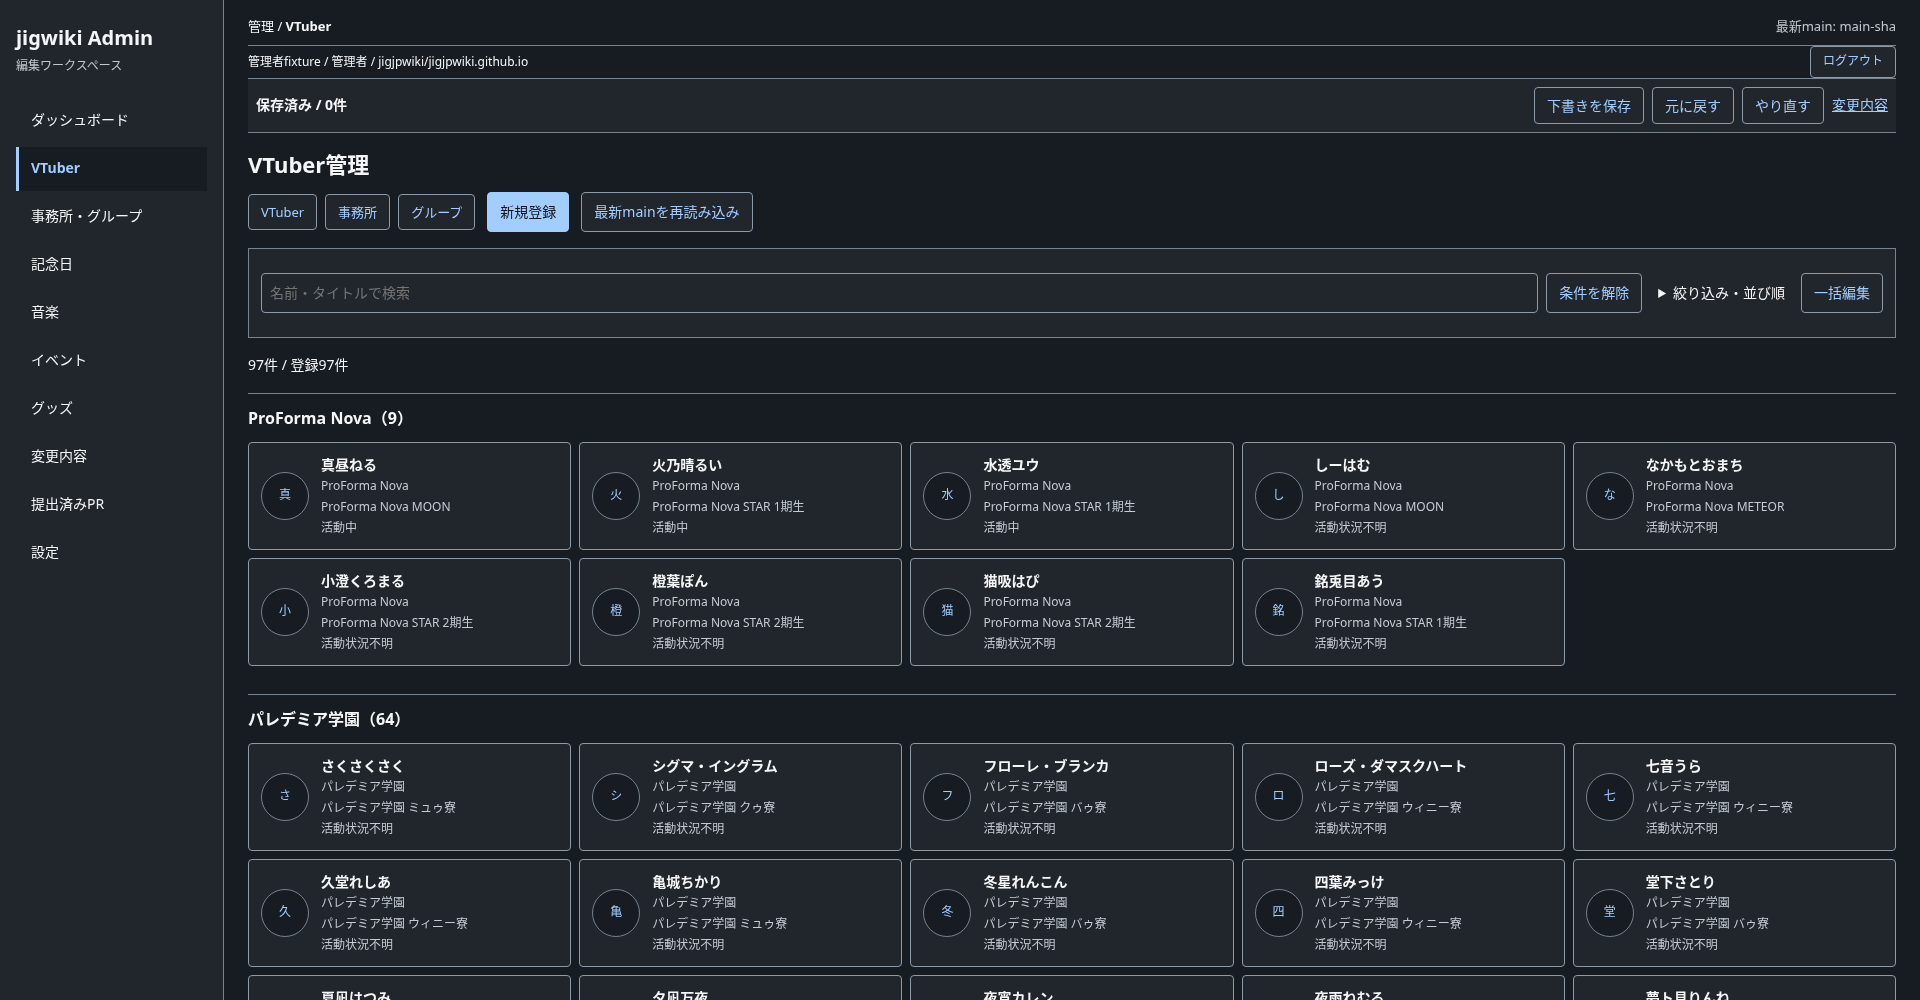 jigwiki Admin
編集ワークスペース
ダッシュボード
VTuber
事務所・グループ
記念日
音楽
イベント
グッズ
変更内容
提出済みPR
設定
管理 / VTuber
最新main: main-sha
管理者fixture / 管理者 / jigjpwiki/jigjpwiki.github.io
ログアウト
保存済み / 0件
下書きを保存
元に戻す
やり直す
変更内容
VTuber管理
VTuber
事務所
グループ
新規登録
最新mainを再読み込み
名前・タイトルで検索
条件を解除
▶ 絞り込み・並び順
一括編集
97件 / 登録97件
ProForma Nova（9）
真
真昼ねる
ProForma Nova
ProForma Nova MOON
活動中
火
火乃晴るい
ProForma Nova
ProForma Nova STAR 1期生
活動中
水
水透ユウ
ProForma Nova
ProForma Nova STAR 1期生
活動中
し
しーはむ
ProForma Nova
ProForma Nova MOON
活動状況不明
な
なかもとおまち
ProForma Nova
ProForma Nova METEOR
活動状況不明
小
小澄くろまる
ProForma Nova
ProForma Nova STAR 2期生
活動状況不明
橙
橙葉ぽん
ProForma Nova
ProForma Nova STAR 2期生
活動状況不明
猫
猫吸はぴ
ProForma Nova
ProForma Nova STAR 2期生
活動状況不明
銘
銘兎目あう
ProForma Nova
ProForma Nova STAR 1期生
活動状況不明
パレデミア学園（64）
さ
さくさくさく
パレデミア学園
パレデミア学園 ミュゥ寮
活動状況不明
シ
シグマ・イングラム
パレデミア学園
パレデミア学園 クゥ寮
活動状況不明
フ
フローレ・ブランカ
パレデミア学園
パレデミア学園 バゥ寮
活動状況不明
ロ
ローズ・ダマスクハート
パレデミア学園
パレデミア学園 ウィニー寮
活動状況不明
七
七音うら
パレデミア学園
パレデミア学園 ウィニー寮
活動状況不明
久
久堂れしあ
パレデミア学園
パレデミア学園 ウィニー寮
活動状況不明
亀
亀城ちかり
パレデミア学園
パレデミア学園 ミュゥ寮
活動状況不明
冬
冬星れんこん
パレデミア学園
パレデミア学園 バゥ寮
活動状況不明
四
四葉みっけ
パレデミア学園
パレデミア学園 ウィニー寮
活動状況不明
堂
堂下さとり
パレデミア学園
パレデミア学園 バゥ寮
活動状況不明
夏凪はつみ
夕凪万夜
夜宵カレン
夜雨ねむる